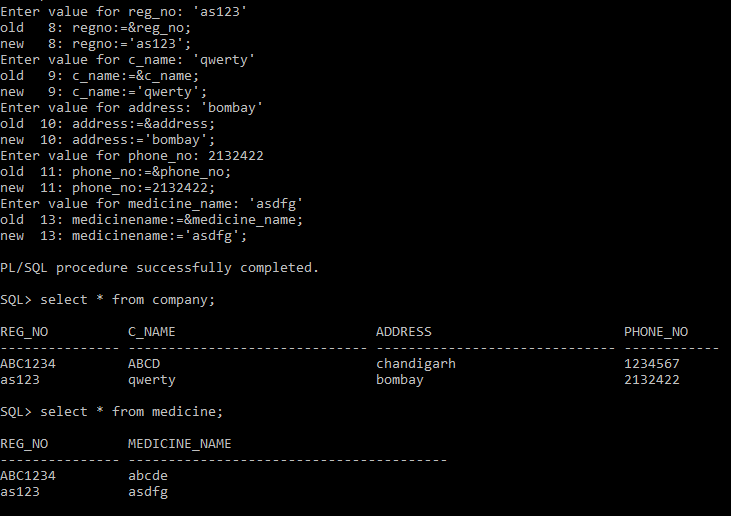 Enter value for reg_no: 'as123'
old   8: regno:=&reg_no;
new   8: regno:='as123';
Enter value for c_name: 'qwerty'
old   9: c_name:=&c_name;
new   9: c_name:='qwerty';
Enter value for address: 'bombay'
old  10: address:=&address;
new  10: address:='bombay';
Enter value for phone_no: 2132422
old  11: phone_no:=&phone_no;
new  11: phone_no:=2132422;
Enter value for medicine_name: 'asdfg'
old  13: medicinename:=&medicine_name;
new  13: medicinename:='asdfg';
PL/SQL procedure successfully completed.
SQL> select * from company;
REG_NO          C_NAME                         ADDRESS                        PHONE_NO
--------------- ------------------------------ ------------------------------ ------------
ABC1234         ABCD                           chandigarh                     1234567
as123           qwerty                         bombay                         2132422
SQL> select * from medicine;
REG_NO          MEDICINE_NAME
--------------- ----------------------------------------
ABC1234         abcde
as123           asdfg